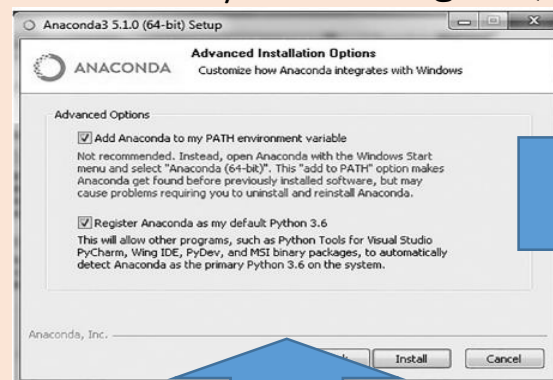 Anaconda3 5.1.0 (64-bit) Setup
ANACONDA
Advanced Installation Options
Customize how Anaconda integrates with Windows
Advanced Options
Add Anaconda to my PATH environment variable
Not recommended. Instead, open Anaconda with the Windows Start
menu and select "Anaconda (64-bit)". This "add to PATH" option makes
Anaconda get found before previously installed software, but may
cause problems requiring you to uninstall and reinstall Anaconda.
Register Anaconda as my default Python 3.6
This will allow other programs, such as Python Tools for Visual Studio
PyCharm, Wing IDE, PyDev, and MSI binary packages, to automatically
detect Anaconda as the primary Python 3.6 on the system.
Anaconda, Inc.
Install
Cancel